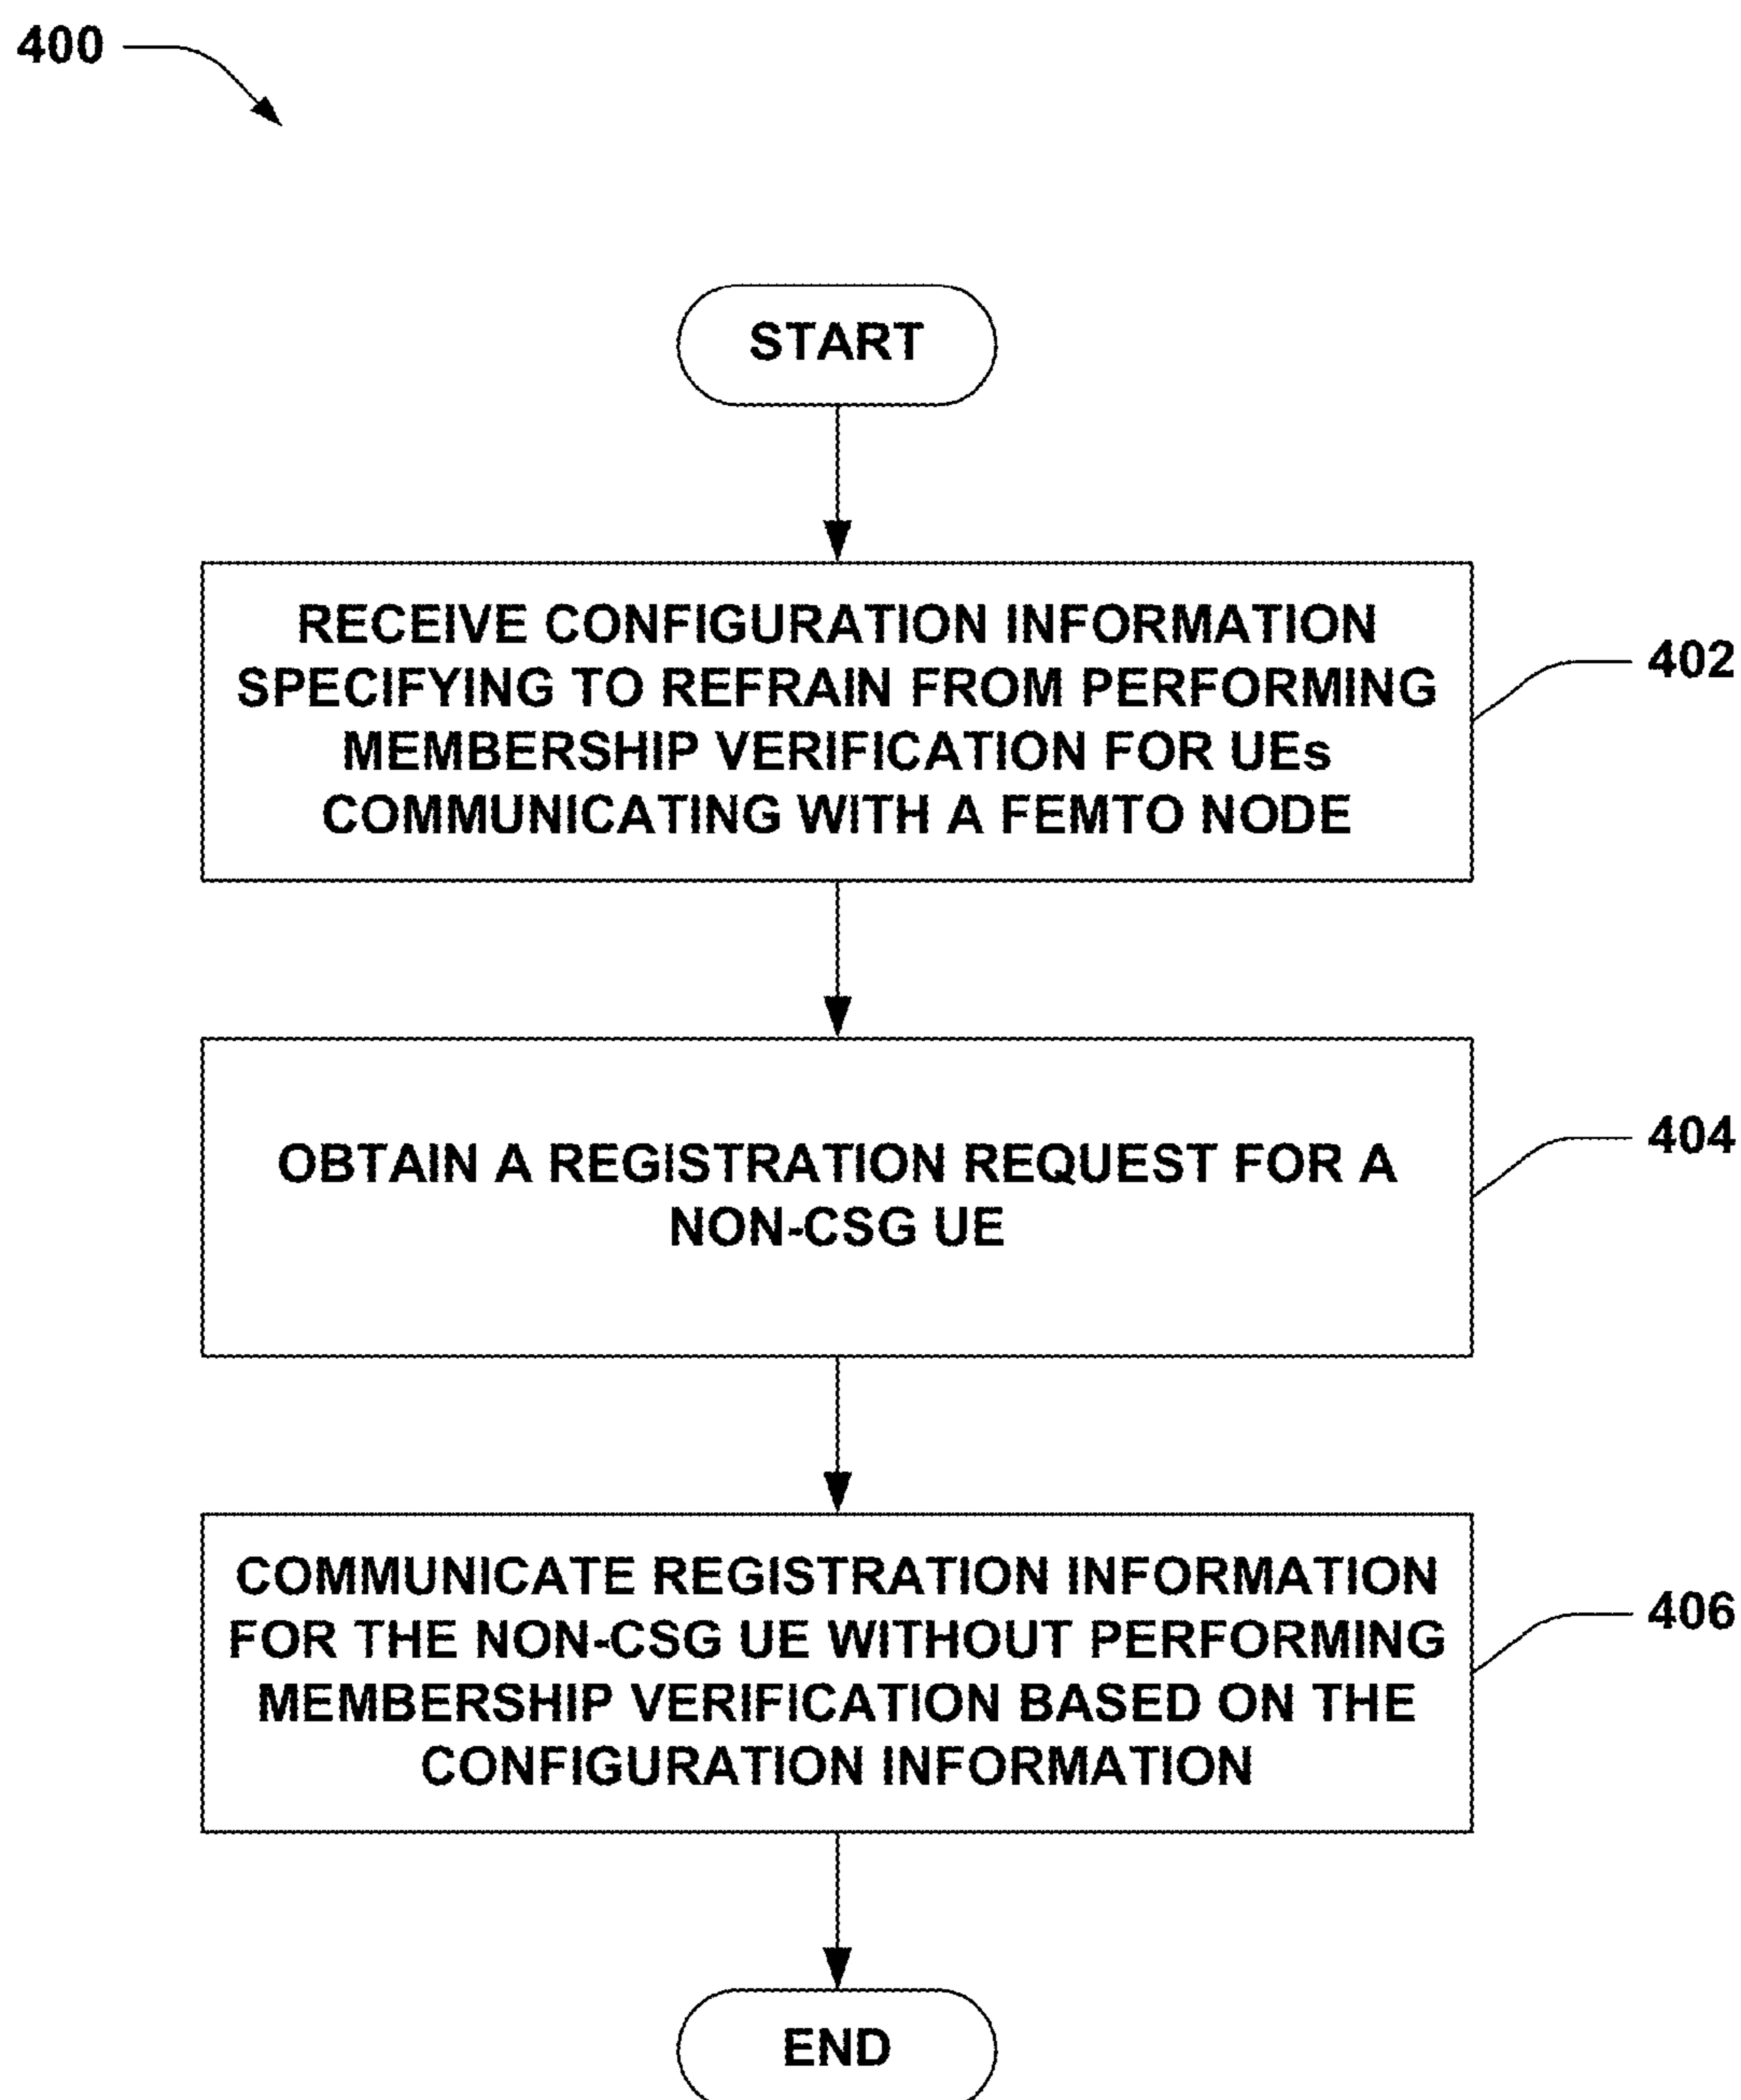 400
START
RECEIVE CONFIGURATION INFORMATION
SPECIFYING TO REFRAIN FROM PERFORMING
MEMBERSHIP VERIFICATION FOR UEs
COMMUNICATING WITH A FEMTO NODE
402
OBTAIN A REGISTRATION REQUEST FOR A
NON-CSG UE
404
COMMUNICATE REGISTRATION INFORMATION
FOR THE NON-CSG UE WITHOUT PERFORMING
MEMBERSHIP VERIFICATION BASED ON THE
CONFIGURATION INFORMATION
406
END